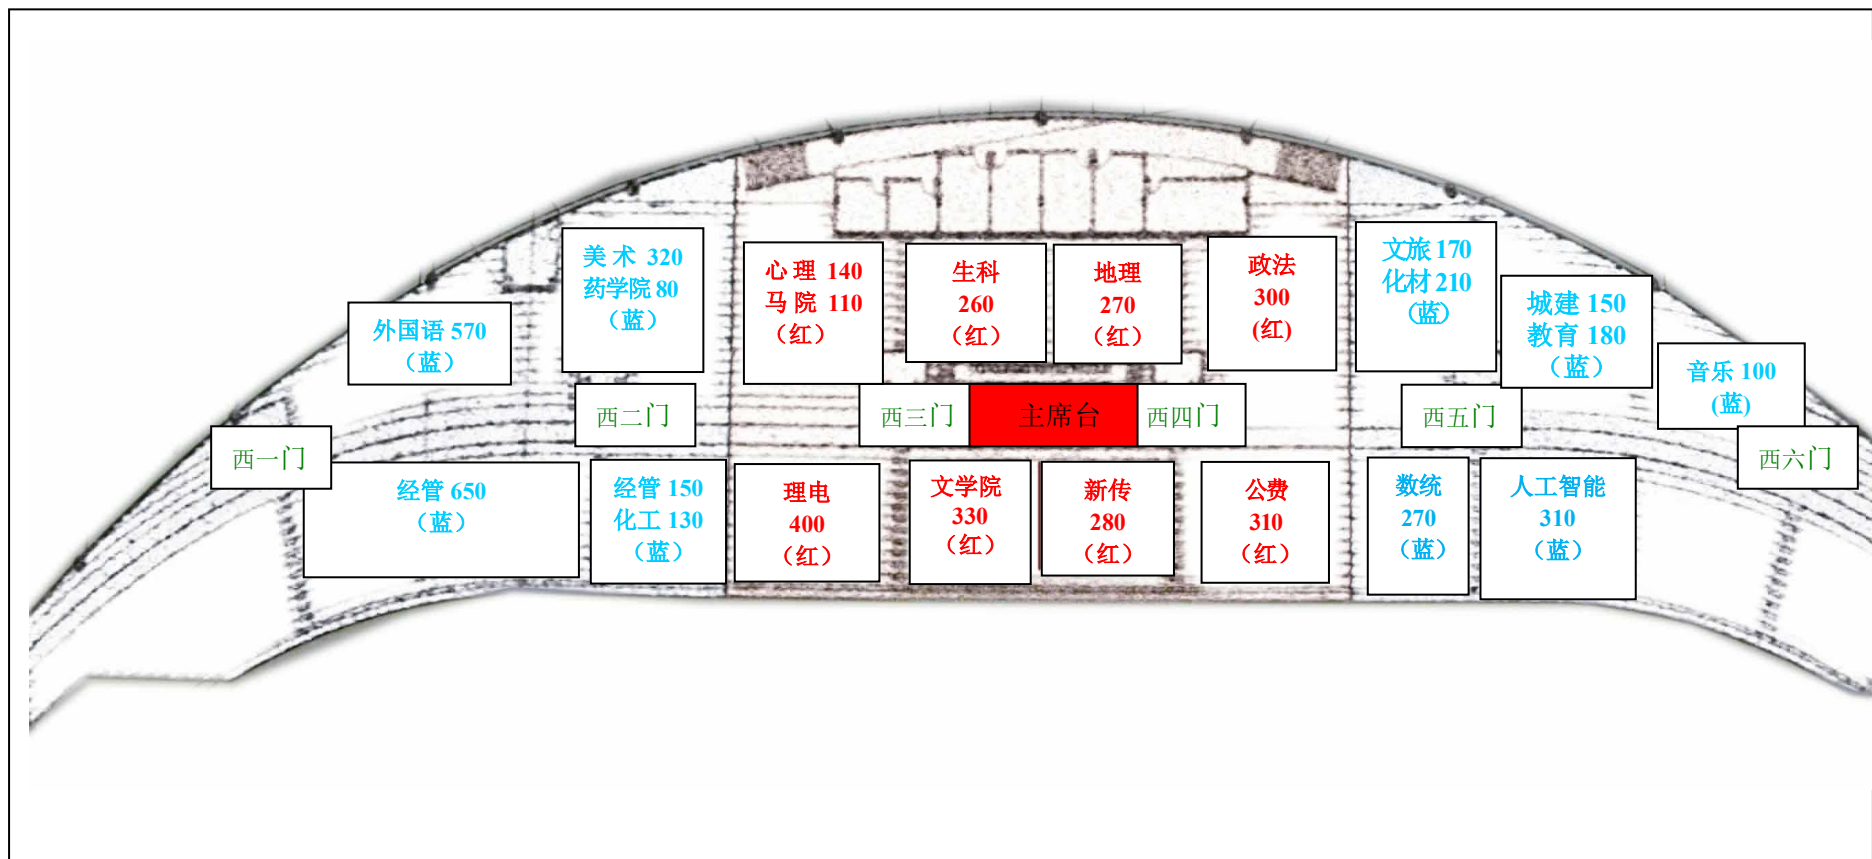 美 术 320
药学院 80
（蓝）
心 理 140
马 院 110
（红）
生科
260
（红）
地理
270
（红）
政法
300
(红)
文旅 170
化材 210
（蓝）
城建 150
教育 180
（蓝）
外国语 570
（蓝）
音乐 100
(蓝)
西一门
西二门
西三门
主席台
西四门
西五门
西六门
经管 650
（蓝）
经管 150
化工 130
（蓝）
理电
400
（红）
文学院
330
（红）
新传
280
（红）
公费
310
（红）
数统
270
（蓝）
人工智能
310
（蓝）